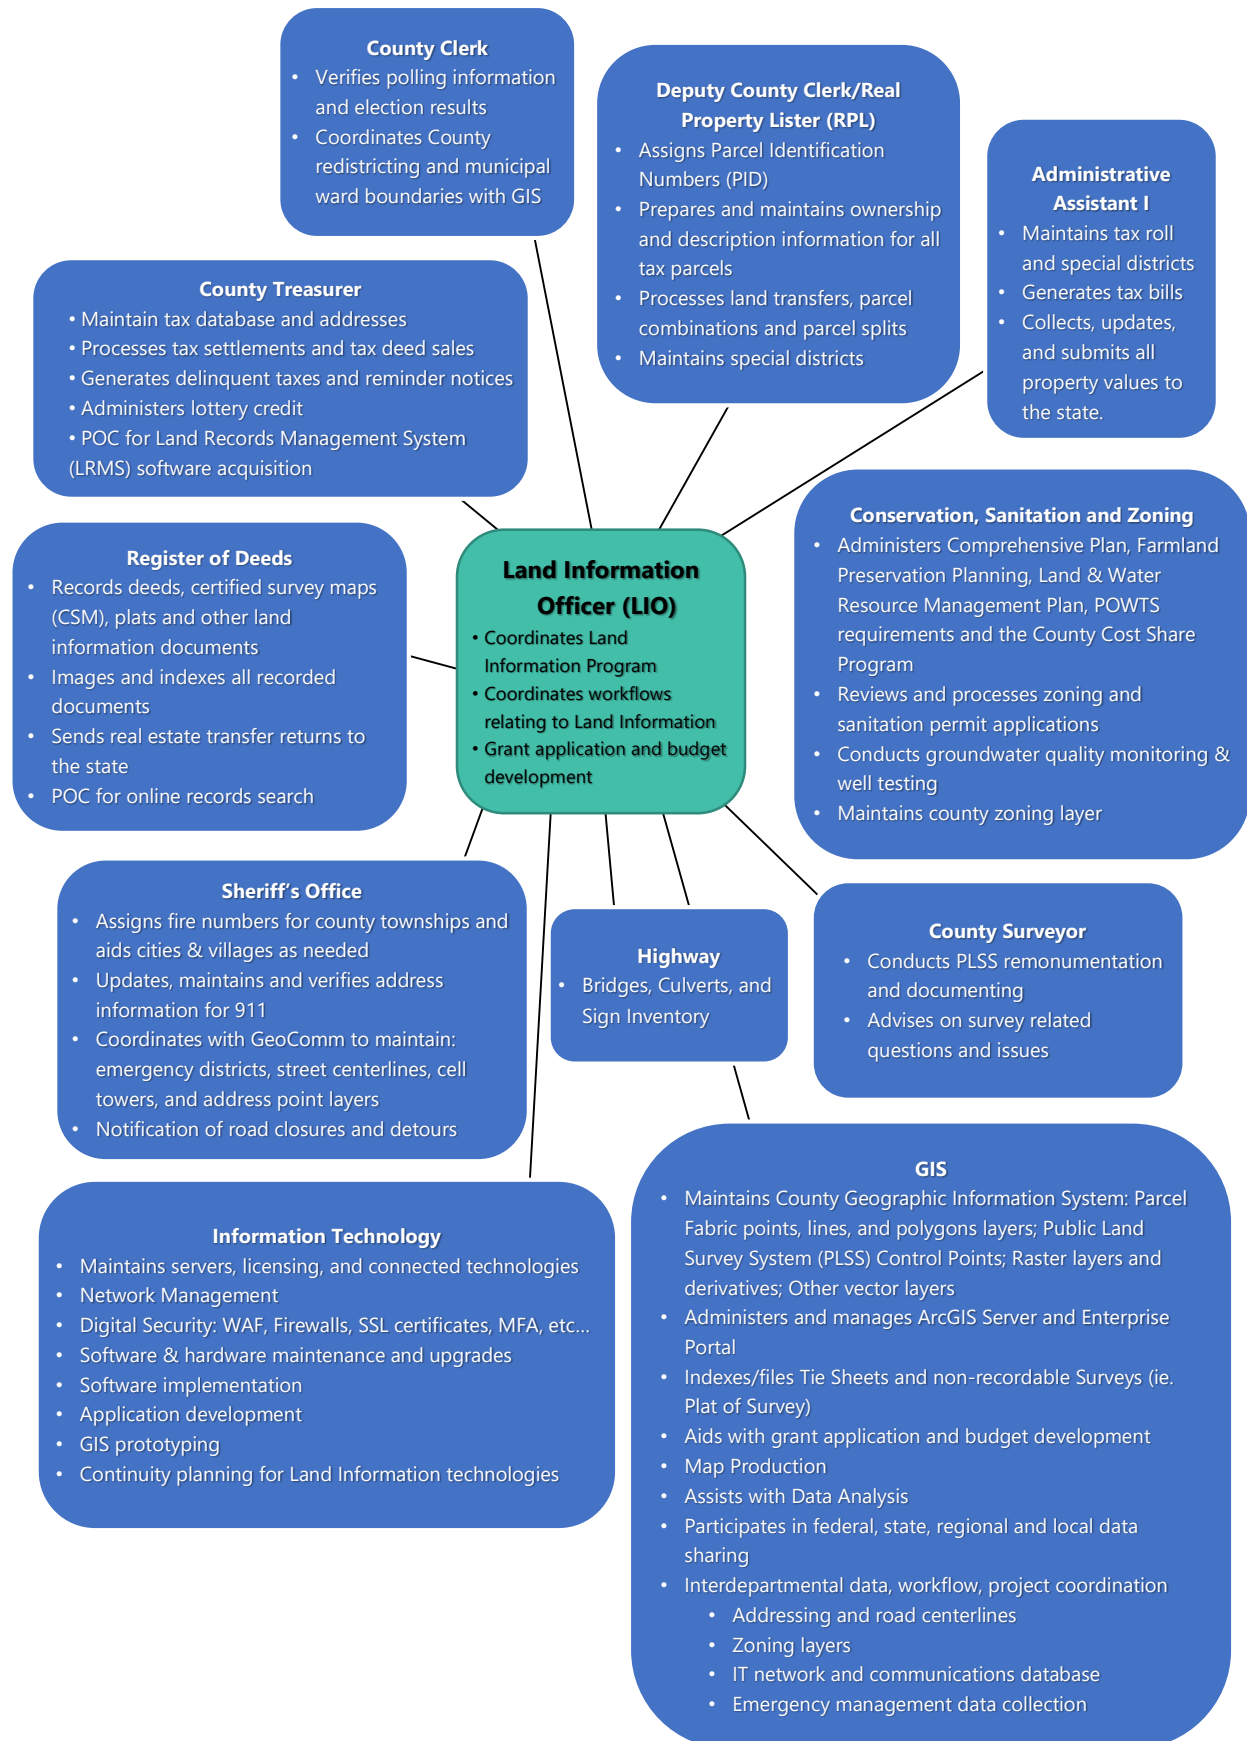 County Clerk
• Verifies polling information
and election results
• Coordinates County
redistricting and municipal
ward boundaries with GIS
Deputy County Clerk/Real
Property Lister (RPL)
• Assigns Parcel Identification
Numbers (PID)
• Prepares and maintains ownership
and description information for all
tax parcels
• Processes land transfers, parcel
combinations and parcel splits
• Maintains special districts
Administrative
Assistant I
• Maintains tax roll
and special districts
• Generates tax bills
• Collects, updates,
and submits all
property values to
the state.
County Treasurer
• Maintain tax database and addresses
• Processes tax settlements and tax deed sales
• Generates delinquent taxes and reminder notices
• Administers lottery credit
• POC for Land Records Management System
(LRMS) software acquisition
Register of Deeds
• Records deeds, certified survey maps
(CSM), plats and other land
information documents
• Images and indexes all recorded
documents
• Sends real estate transfer returns to
the state
• POC for online records search
Land Information
Officer (LIO)
• Coordinates Land
Information Program
• Coordinates workflows
relating to Land Information
• Grant application and budget
development
Conservation, Sanitation and Zoning
• Administers Comprehensive Plan, Farmland
Preservation Planning, Land & Water
Resource Management Plan, POWTS
requirements and the County Cost Share
Program
• Reviews and processes zoning and
sanitation permit applications
• Conducts groundwater quality monitoring &
well testing
• Maintains county zoning layer
Sheriff's Office
• Assigns fire numbers for county townships and
aids cities & villages as needed
• Updates, maintains and verifies address
information for 911
• Coordinates with GeoComm to maintain:
emergency districts, street centerlines, cell
towers, and address point layers
• Notification of road closures and detours
Highway
• Bridges, Culverts, and
Sign Inventory
County Surveyor
• Conducts PLSS remonumentation
and documenting
• Advises on survey related
questions and issues
Information Technology
• Maintains servers, licensing, and connected technologies
• Network Management
• Digital Security: WAF, Firewalls, SSL certificates, MFA, etc...
• Software & hardware maintenance and upgrades
• Software implementation
• Application development
• GIS prototyping
• Continuity planning for Land Information technologies
GIS
• Maintains County Geographic Information System: Parcel
Fabric points, lines, and polygons layers; Public Land
Survey System (PLSS) Control Points; Raster layers and
derivatives; Other vector layers
• Administers and manages ArcGIS Server and Enterprise
Portal
• Indexes/files Tie Sheets and non-recordable Surveys (ie.
Plat of Survey)
• Aids with grant application and budget development
• Map Production
• Assists with Data Analysis
• Participates in federal, state, regional and local data
sharing
• Interdepartmental data, workflow, project coordination
• Addressing and road centerlines
• Zoning layers
• IT network and communications database
• Emergency management data collection